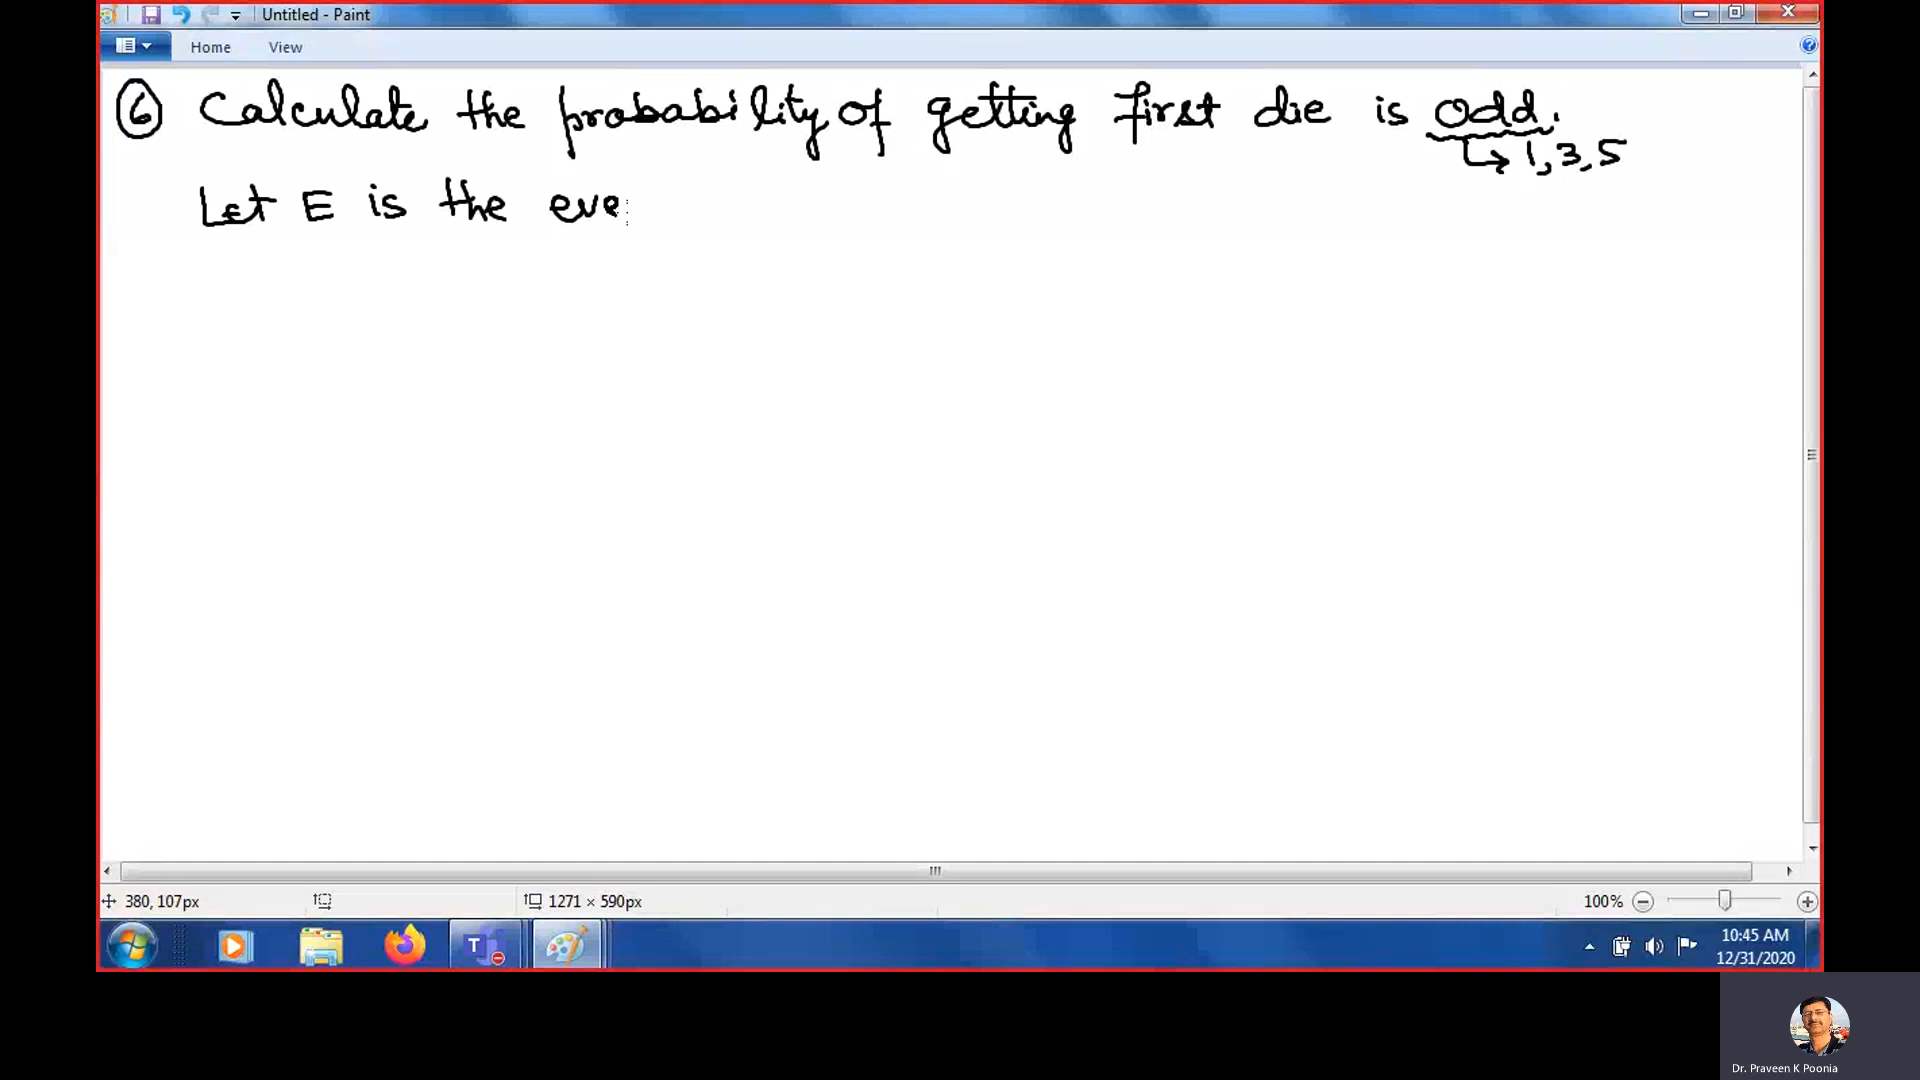 Untitled - Paint
Home View
6 Calculate the probability of getting first die is odd.
↳ 1, 3, 5
Let E is the eve
380, 107px
1271 × 590px
100%
T
10:45 AM
12/31/2020
Dr. Praveen K Poonia